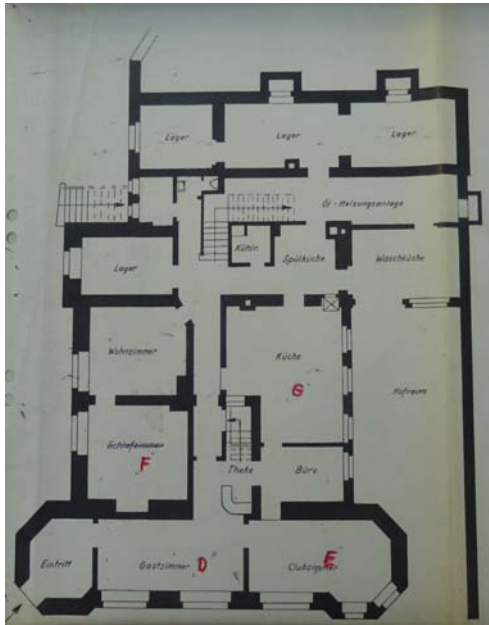 Lager
Lager
Lager
Öl-Heizungsanlage
Kühlr.
Spülküche
Waschküche
Lager
Wohnzimmer
Küche
G
Hofraum
Schlafzimmer
F
Theke
Büro
Eintritt
Gastzimmer D
Clubzimmer E